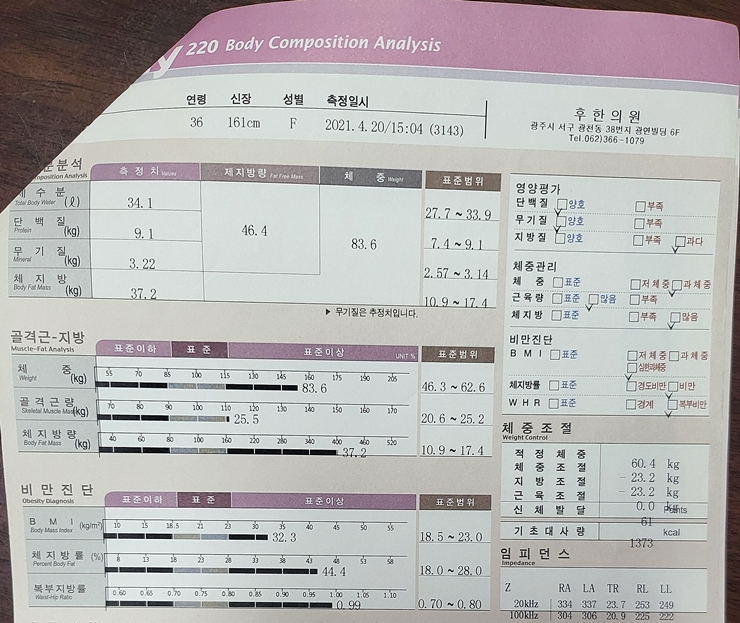 y 220 Body Composition Analysis
연령 신장 성별 측정일시
36 161cm F 2021.4.20/15:04 (3143)
후한의원
광주시 서구 광천동 38번지 광연빌딩 6F
Tel.062)366-1079
분석
mposition Analysis
측정치 Values 제지방량 Fat Free Mass 체 중 Weight 표준범위
수 분 (ℓ) 34.1 27.7 ~ 33.9
Total Body Water
단 백 질 (kg) 9.1 46.4 83.6 7.4 ~ 9.1
Protein
무 기 질 (kg) 3.22 2.57 ~ 3.14
Mineral
체 지 방 (kg) 37.2 10.9 ~ 17.4
Body Fat Mass
▶ 무기질은 추정치입니다.
영양평가
단백질 양호 부족
무기질 양호 부족
지방질 양호 부족 과다
체중관리
체 중 표준 저체중 과체중
근육량 표준 많음 부족
체지방 표준 부족 많음
비만진단
B M I 표준 저체중 과체중
심한과체중
체지방률 표준 경도비만 비만
W H R 표준 경계 복부비만
골격근-지방
Muscle-Fat Analysis
표준이하 표 준 표준이상 UNIT:% 표준범위
체 중 (kg) 55 70 85 100 115 130 145 160 175 190 205
Weight 83.6 46.3 ~ 62.6
골격근량 (kg) 70 80 90 100 110 120 130 140 150 160 170
Skeletal Muscle Mass 25.5 20.6 ~ 25.2
체지방량 (kg) 40 60 80 100 160 220 280 340 400 460 520
Body Fat Mass 37.2 10.9 ~ 17.4
체중조절
Weight Control
적 정 체 중 60.4 kg
체 중 조 절 - 23.2 kg
지 방 조 절 - 23.2 kg
근 육 조 절 0.0 kg
신 체 발 달 61 Points
기 초 대 사 량 1373 kcal
비만진단
Obesity Diagnosis
표준이하 표 준 표준이상 표준범위
B M I (kg/m²) 10 15 18.5 21 23 30 35 40 45 50 55
Body Mass Index 32.3 18.5 ~ 23.0
체지방률 (%) 8 13 18 23 28 33 38 43 48 53 58
Percent Body Fat 44.4 18.0 ~ 28.0
복부지방률 0.60 0.65 0.70 0.75 0.80 0.85 0.90 0.95 1.00 1.05 1.10
Waist-Hip Ratio 0.99 0.70 ~ 0.80
임피던스
Impedance
Z RA LA TR RL LL
20kHz 334 337 23.7 253 249
100kHz 304 306 20.9 225 222